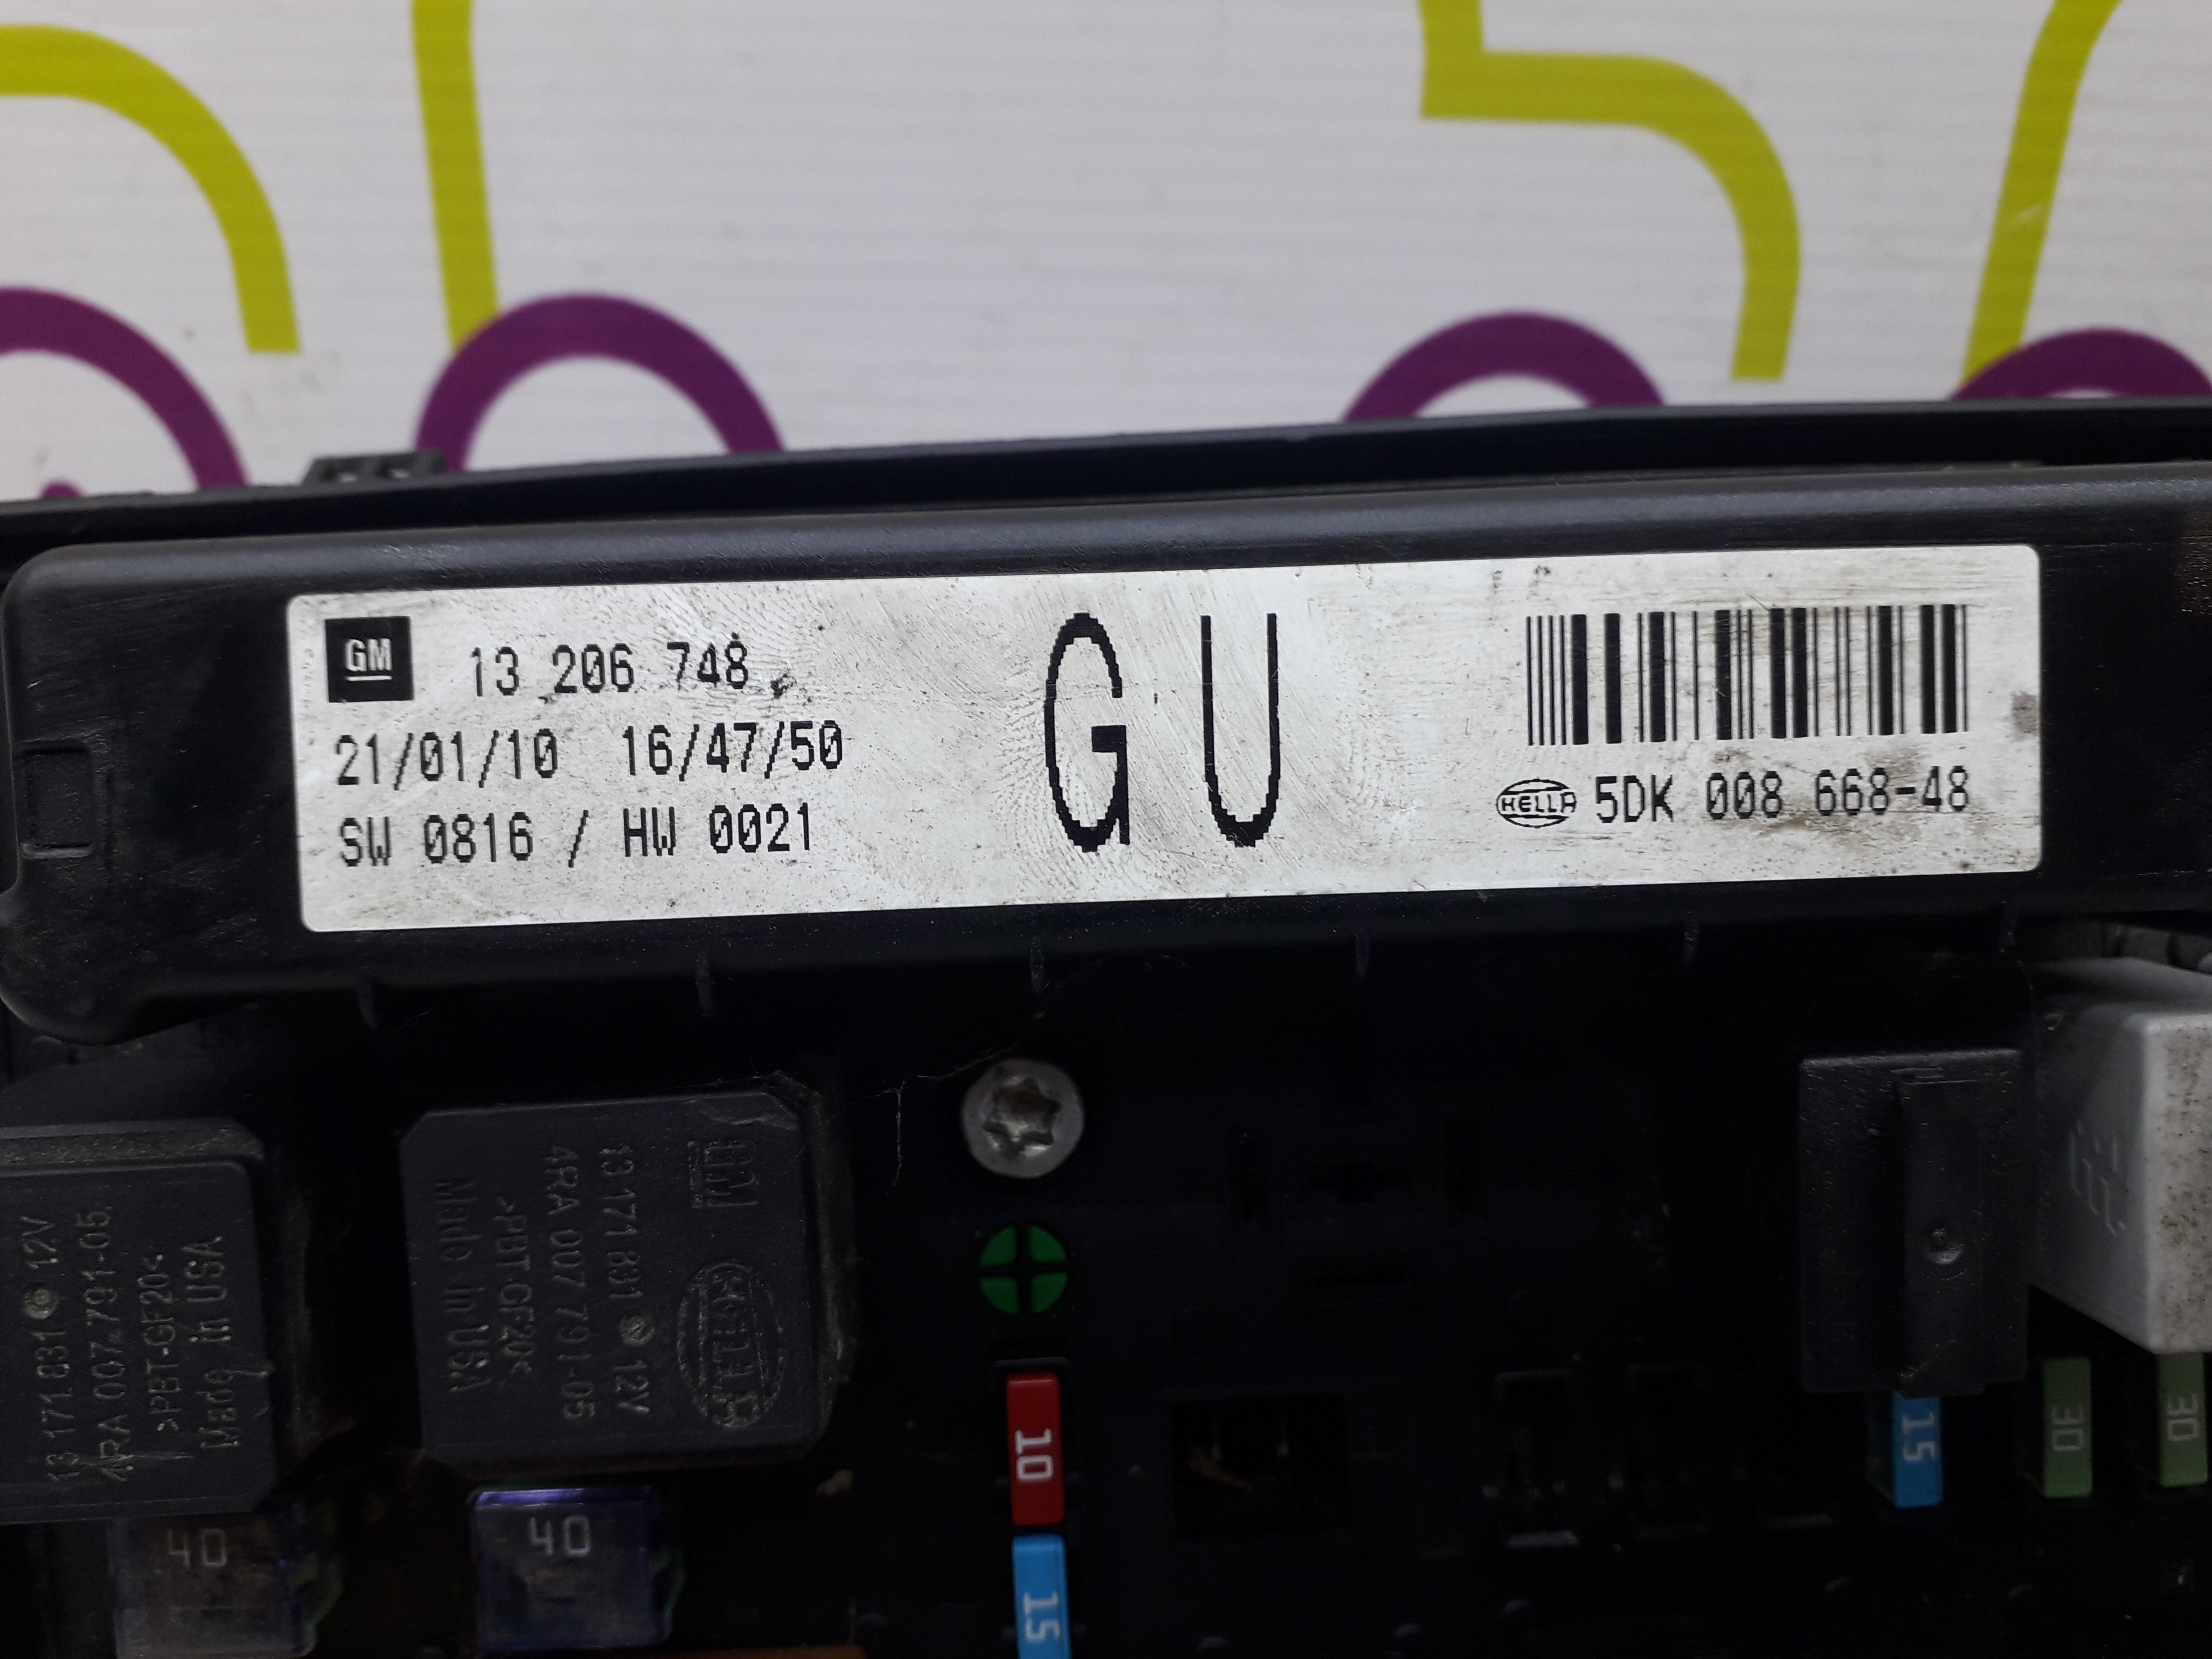 GM 13 206 748
21/01/10 16/47/50
SW 0816 / HW 0021
GU
HELLA 5DK 008 668-48
13 171 831 12V
4RA 007 791-05
>PBT-GF20<
Made in USA
GM HELLA
13 171 831 12V
4RA 007 791-05
>PBT-GF20<
Made in USA
40
40
10
15
15
30
30